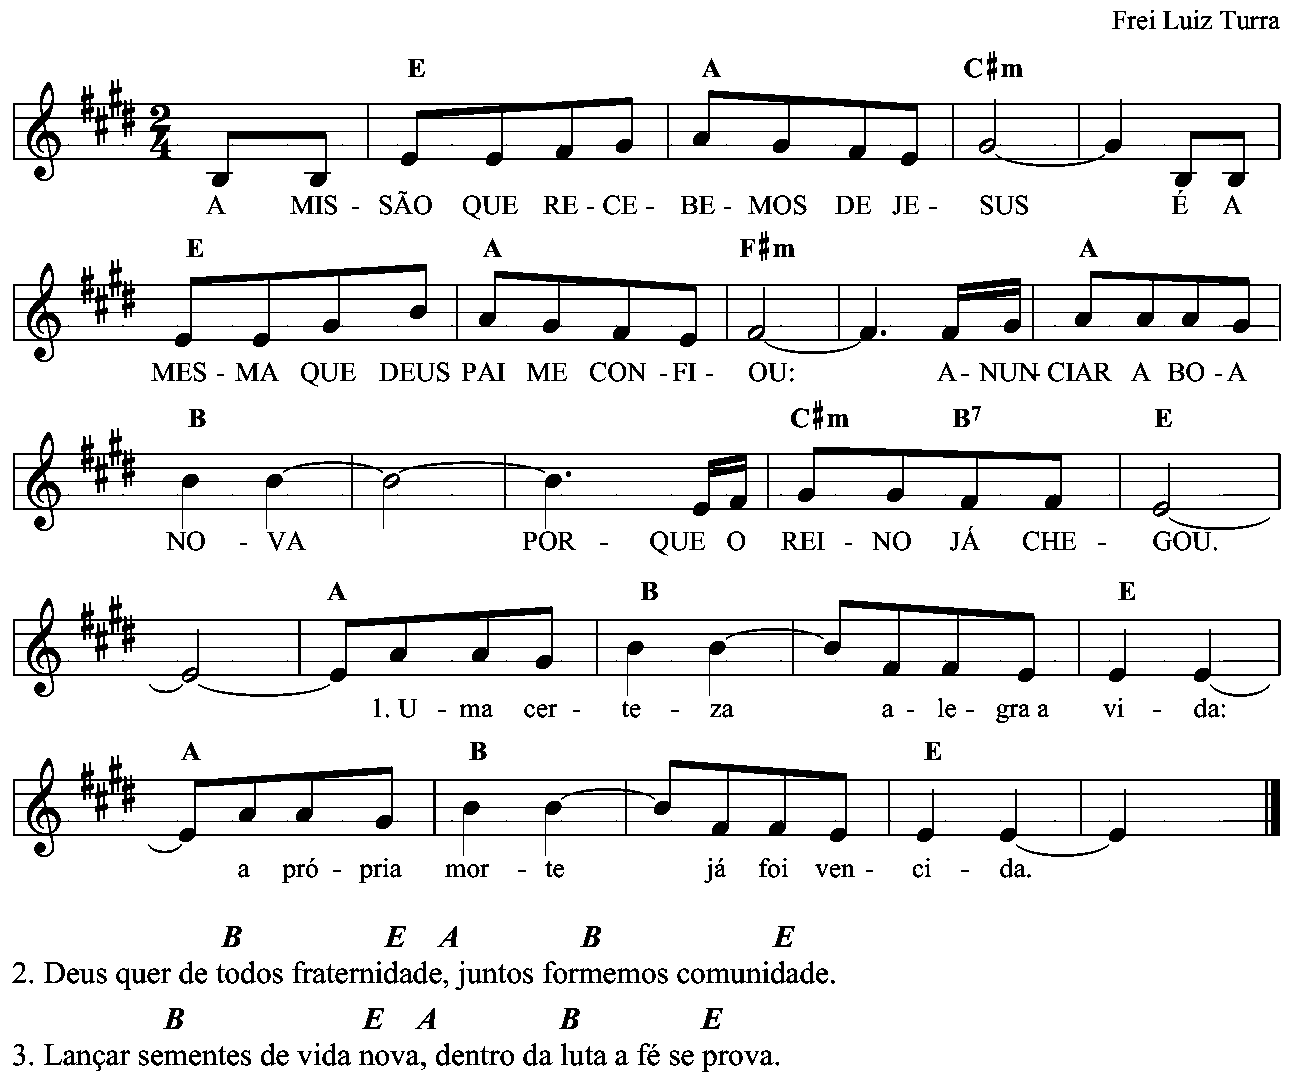 Frei Luiz Turra
E A C#m
2 4
A MIS - SÃO QUE RE - CE - BE - MOS DE JE - SUS É A
E A F#m A
MES - MA QUE DEUS PAI ME CON - FI - OU: A - NUN - CIAR A BO - A
B C#m B7 E
NO - VA POR - QUE O REI - NO JÁ CHE - GOU.
A B E
1. U - ma cer - te - za a - le - gra a vi - da:
A B E
a pró - pria mor - te já foi ven - ci - da.
B E A B E
2. Deus quer de todos fraternidade, juntos formemos comunidade.
B E A B E
3. Lançar sementes de vida nova, dentro da luta a fé se prova.